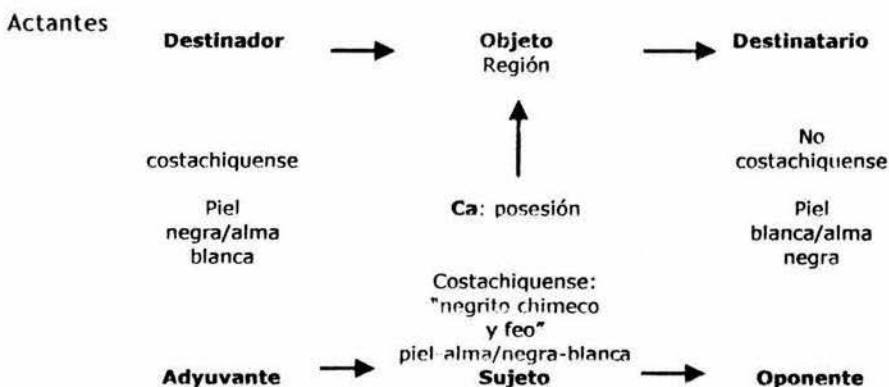 Actantes
Destinador Objeto Destinatario
Región
costachiquense
No
costachiquense
Piel
negra/alma
blanca
Ca: posesión
Piel
blanca/alma
negra
Costachiquense:
"negrito chimeco
y feo"
piel-alma/negra-blanca
Adyuvante Sujeto Oponente